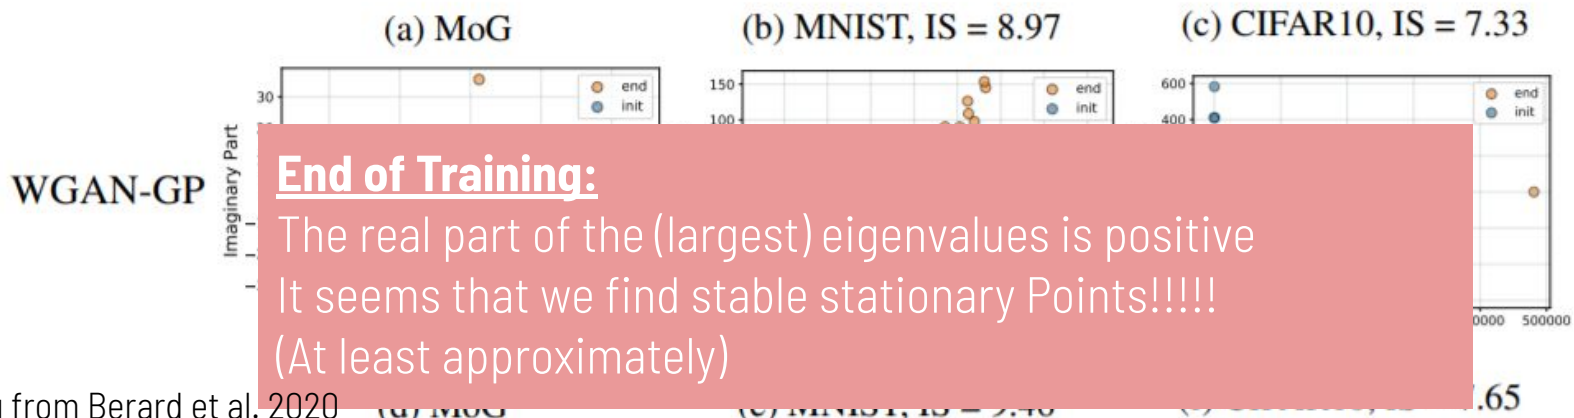 (a) MoG
(b) MNIST, IS = 8.97
(c) CIFAR10, IS = 7.33
30
end
init
150
100
end
init
600
400
end
init
WGAN-GP
Imaginary Part
End of Training:
The real part of the (largest) eigenvalues is positive
It seems that we find stable stationary Points!!!!!
(At least approximately)
500000
from Berard et al. 2020
(d) MoG
.65